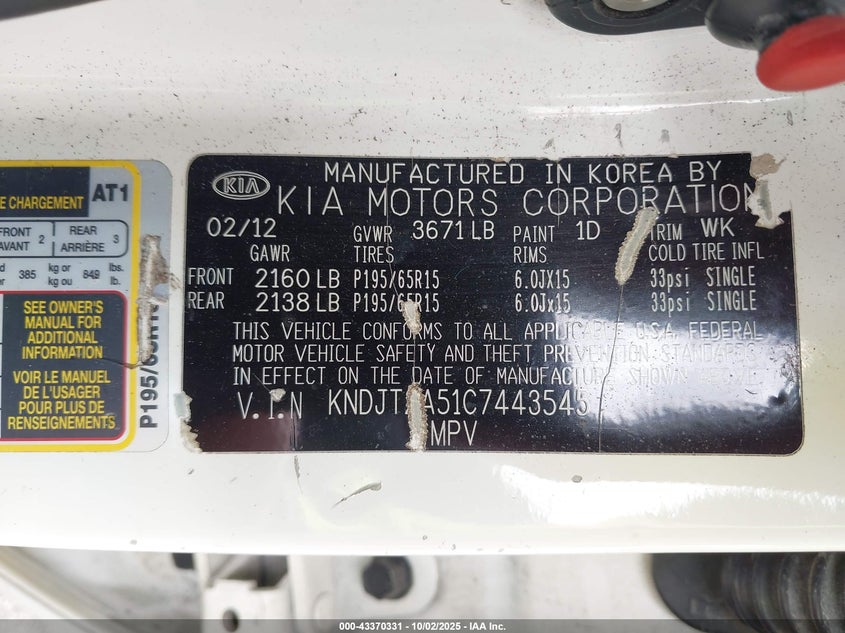 E CHARGEMENT AT1
FRONT AVANT 2 REAR ARRIÈRE 3
385 kg or kg ou 849 lbs. lb.
SEE OWNER'S
MANUAL FOR
ADDITIONAL
INFORMATION
VOIR LE MANUEL
DE L'USAGER
POUR PLUS DE
RENSEIGNEMENTS
P195/65R15
KIA
MANUFACTURED IN KOREA BY
KIA MOTORS CORPORATION
02/12 GVWR 3671 LB PAINT 1D TRIM WK
GAWR TIRES RIMS COLD TIRE INFL
FRONT 2160 LB P195/65R15 6.0JX15 33psi SINGLE
REAR 2138 LB P195/65R15 6.0Jx15 33psi SINGLE
THIS VEHICLE CONFORMS TO ALL APPLICABLE U.S.A. FEDERAL
MOTOR VEHICLE SAFETY AND THEFT PREVENTION STANDARDS
IN EFFECT ON THE DATE OF MANUFACTURE SHOWN
V.I.N
MPV
000-43370331 - 10/02/2025 - IAA Inc.